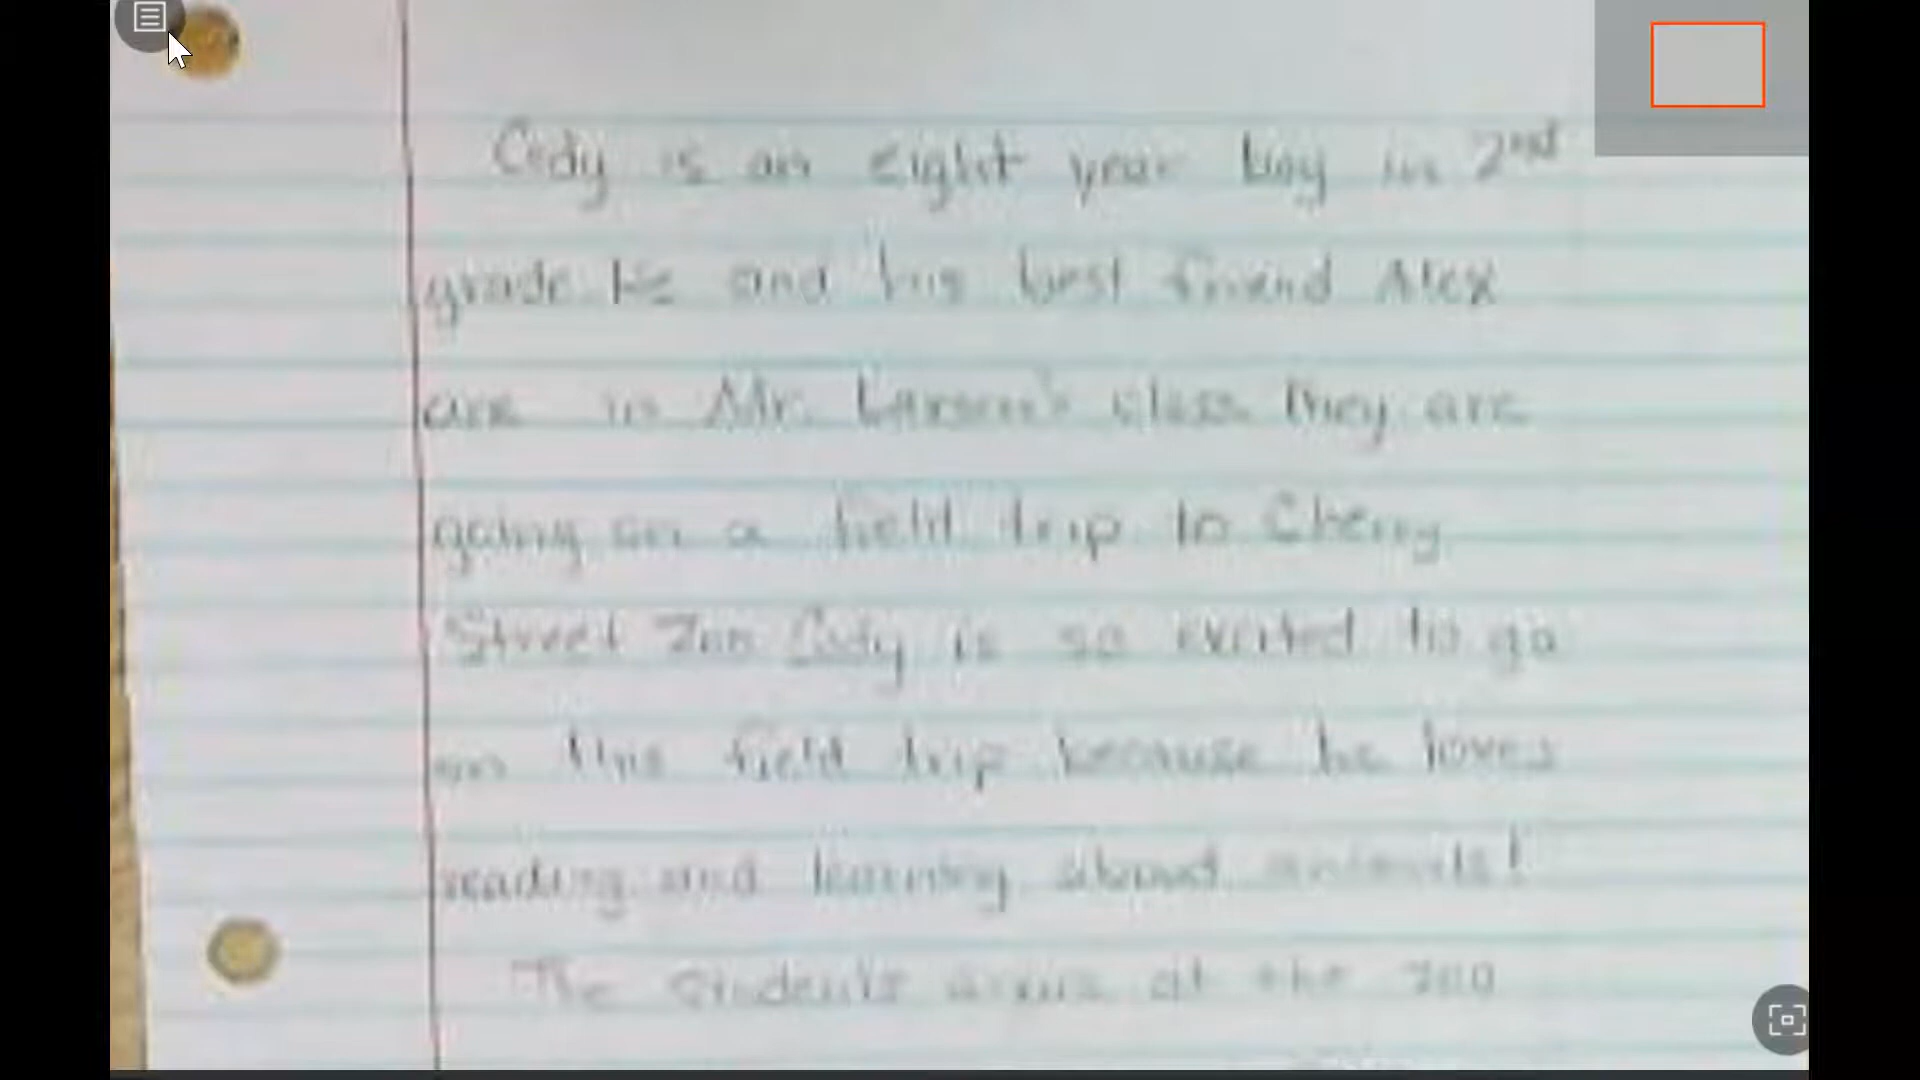 Cody is an eight year boy in 2nd
grade. He and his best friend Alex
are in Mr. Larson's class. They are
going on a field trip to Cherry
Street Zoo. Cody is so excited to go
on this field trip because he loves
reading and learning about animals!
The students arrive at the zoo